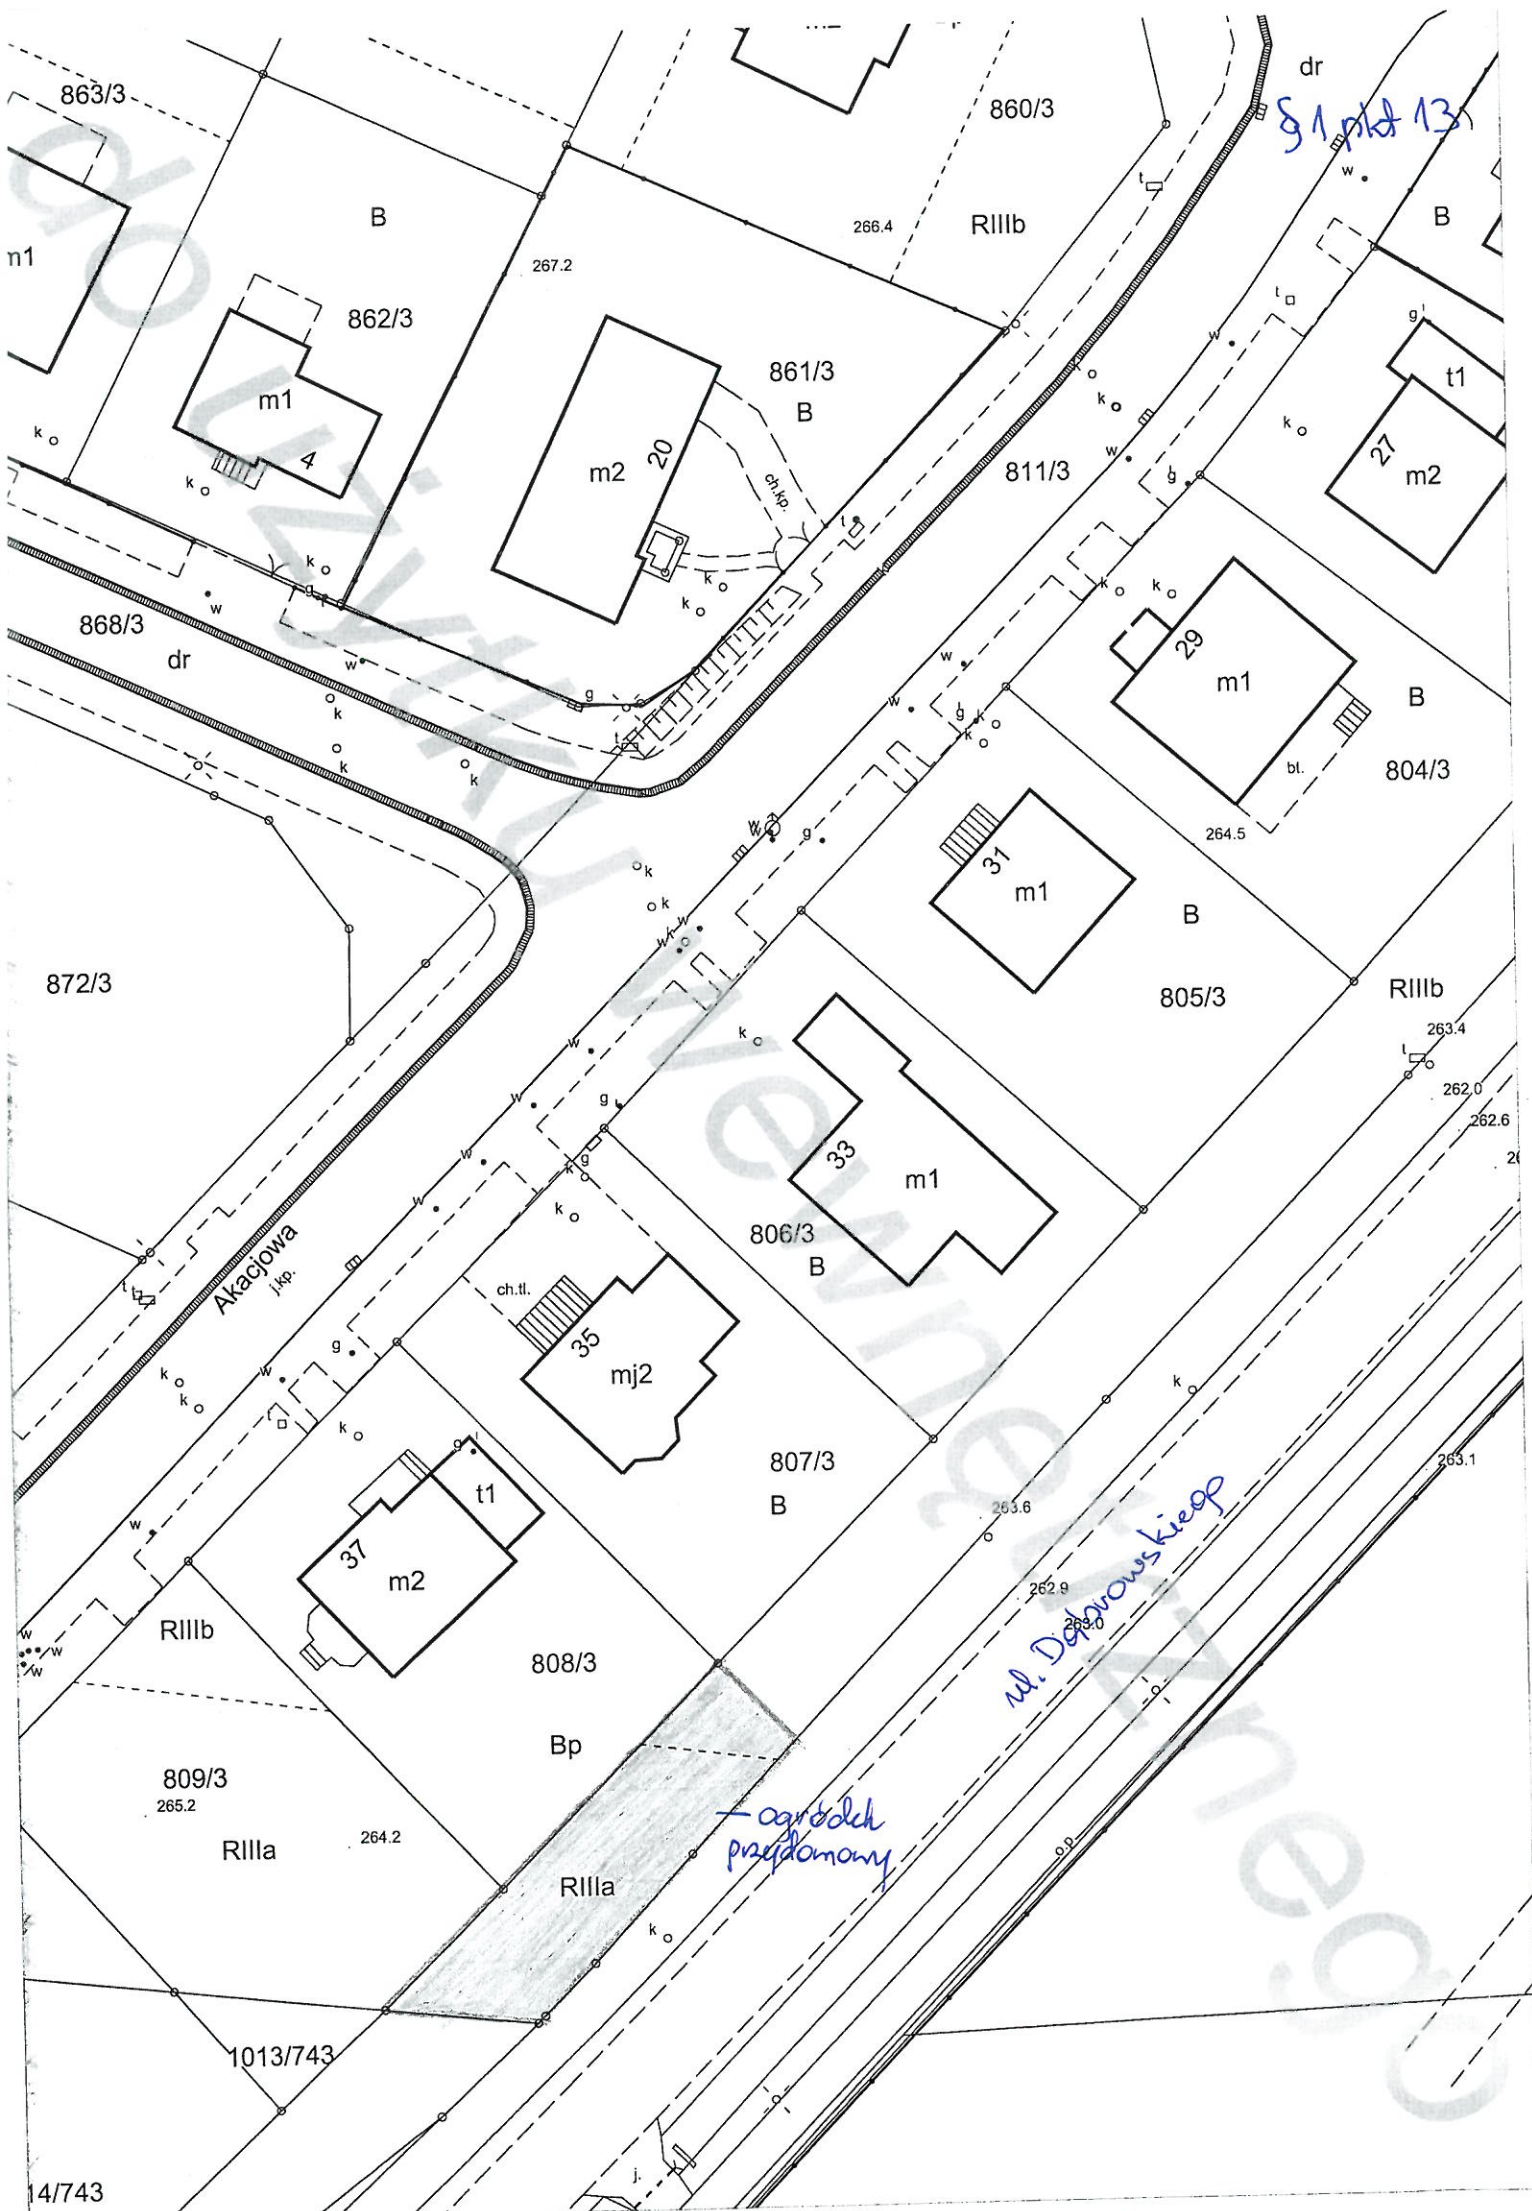 dr
§ 1 pkt 13
863/3
860/3
t
w
B
B
RIIIb
266.4
m1
267.2
t
862/3
g
w
861/3
t1
m1
B
k
k
k
k
4
m2
20
27
811/3
w
m2
k
ch.kp.
g
t
k
k
k
k
k
g
w
868/3
29
dr
w
w
m1
B
k
g
w
g
k
k
t
k
k
bl.
804/3
w
w
g
264.5
k
31
m1
k
w
B
w
872/3
805/3
RIIIb
k
263.4
w
t
w
g
262.0
262.6
33
g
k
w
m1
w
k
806/3
Akacjowa
j.kp.
B
ch.tl.
t
35
g
mj2
w
k
k
k
t
k
g
807/3
263.1
t1
B
263.6
w
37
m2
ul. Dąbrowskiego
262.9
263.0
RIIIb
w
w
w
808/3
Bp
809/3
265.2
— ogródek
przydomowy
264.2
RIIIa
RIIIa
k
1013/743
j.
14/743
do użytku wewnętrznego